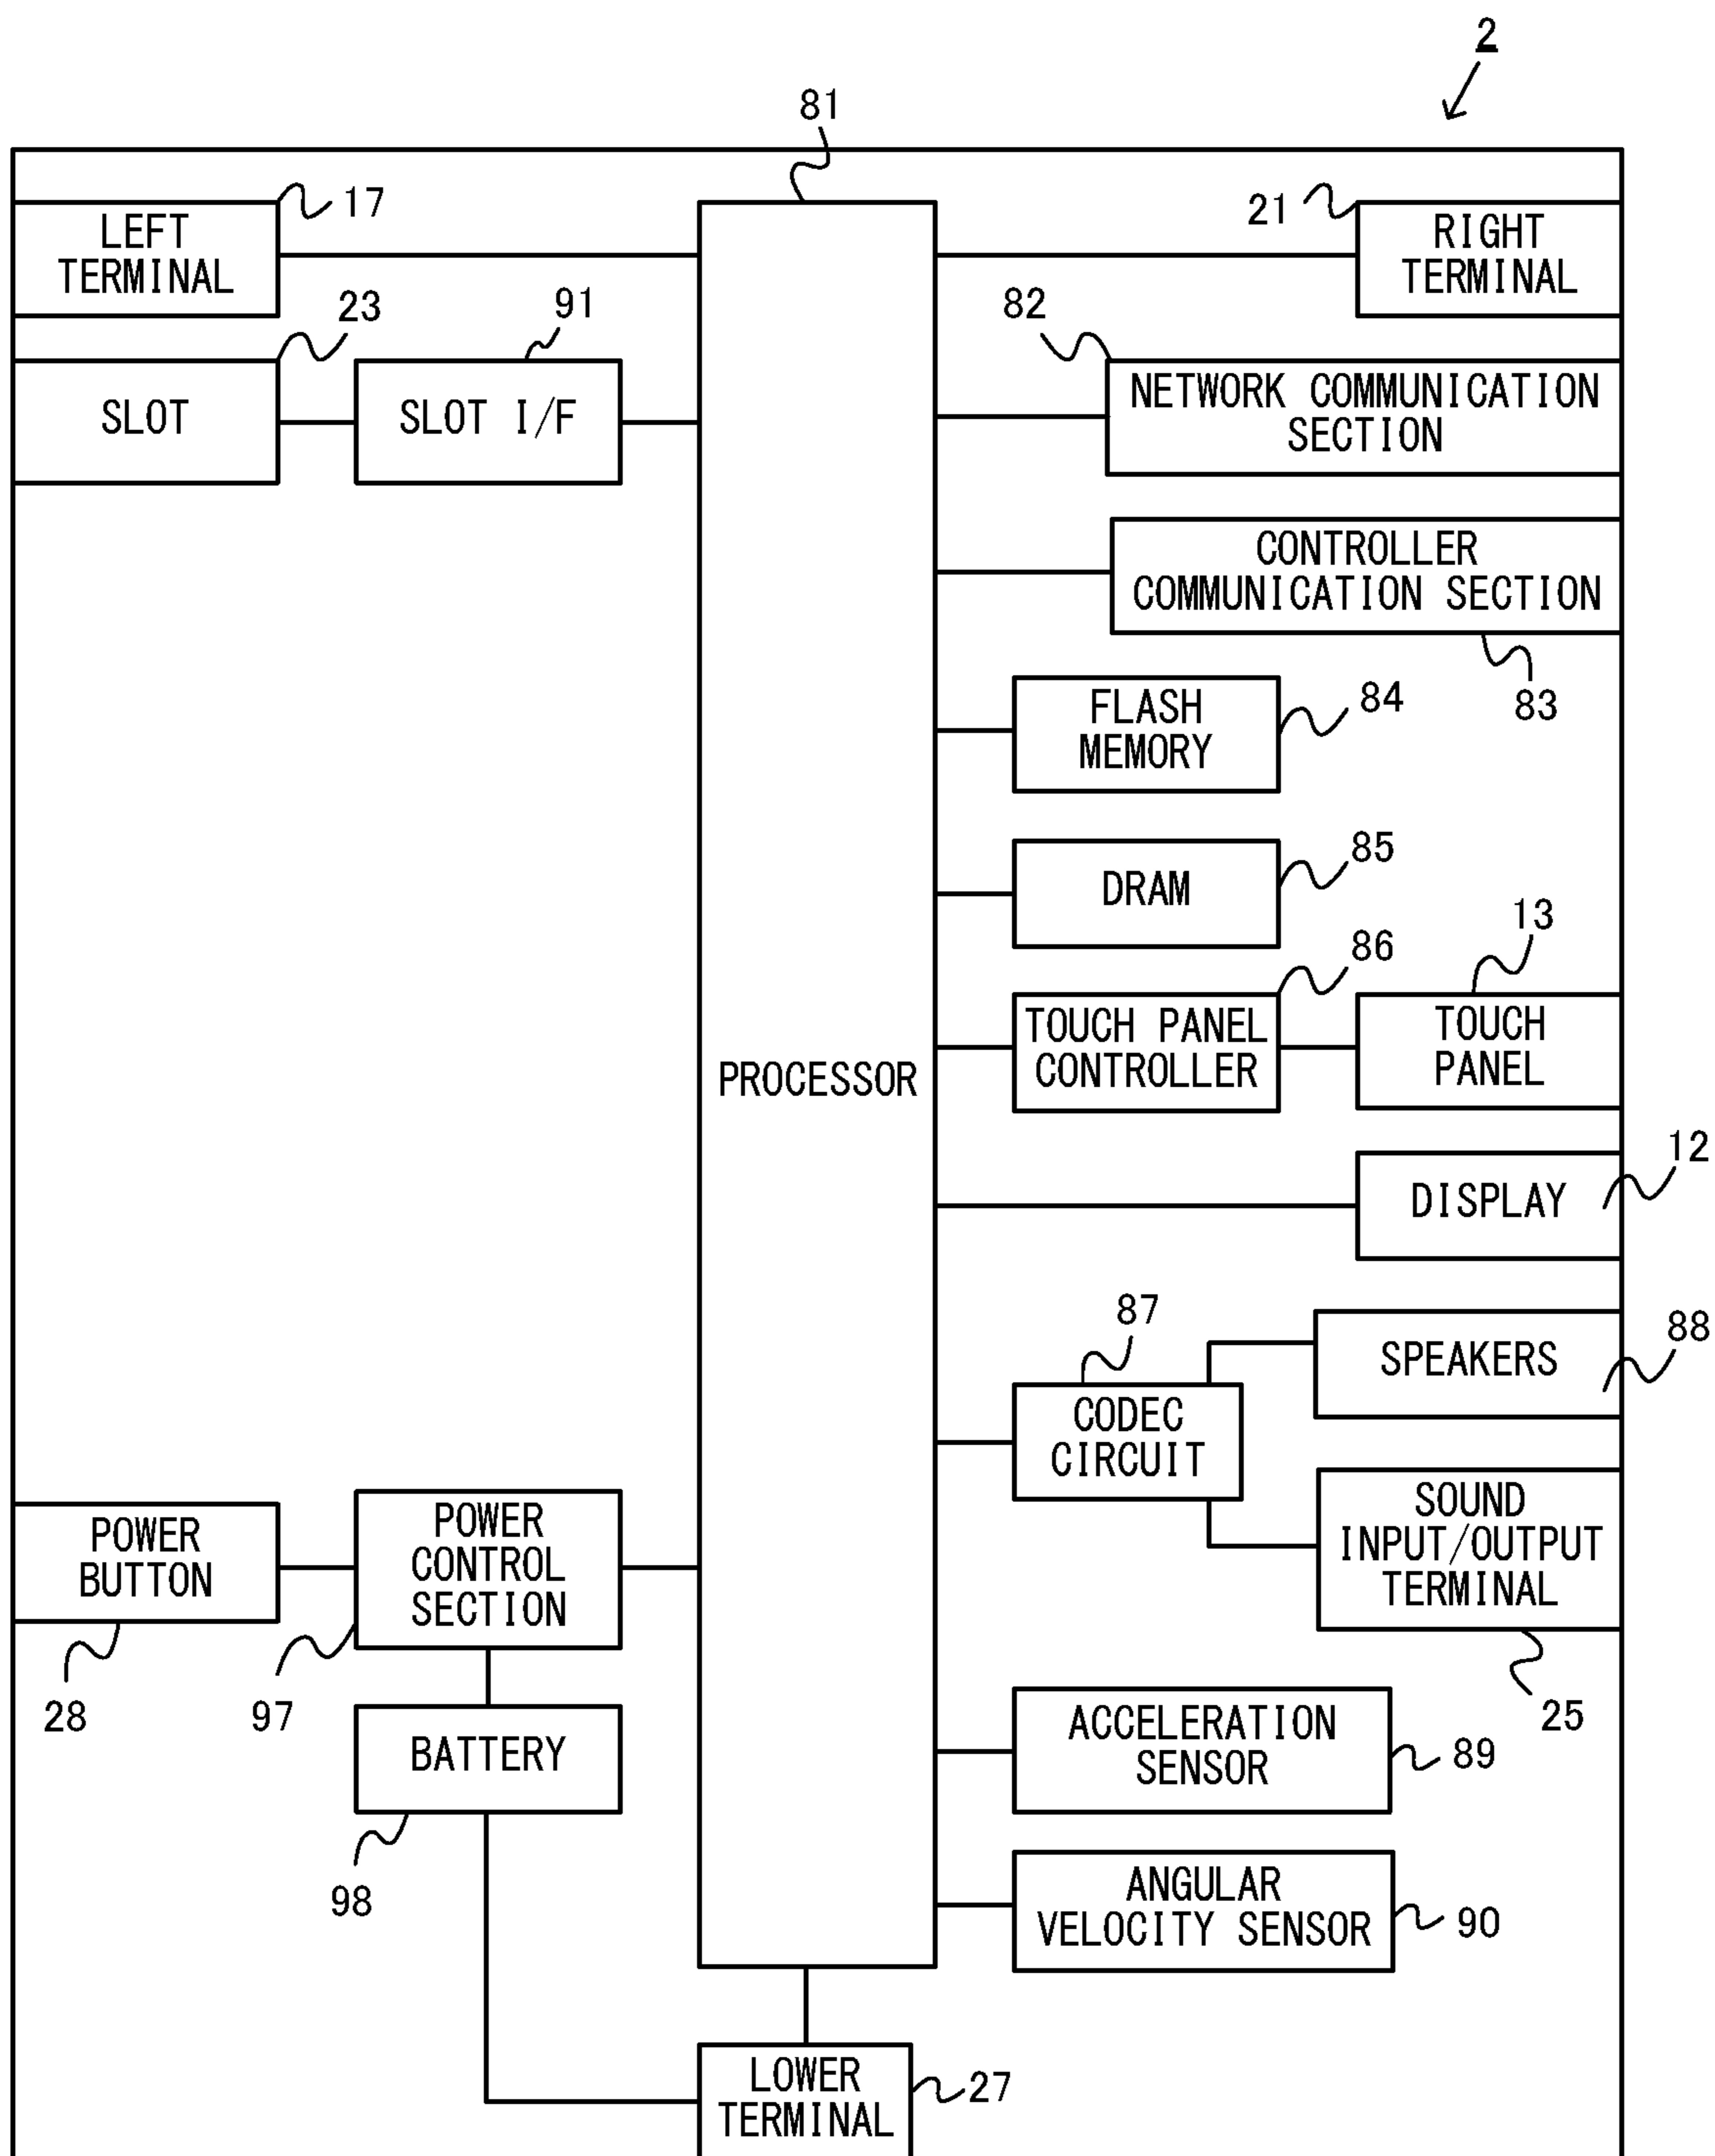 2
81
LEFT
TERMINAL
17
21
RIGHT
TERMINAL
23
91
82
SLOT
SLOT I/F
NETWORK COMMUNICATION
SECTION
CONTROLLER
COMMUNICATION SECTION
83
FLASH
MEMORY
84
DRAM
85
86
13
PROCESSOR
TOUCH PANEL
CONTROLLER
TOUCH
PANEL
DISPLAY
12
87
SPEAKERS
88
CODEC
CIRCUIT
SOUND
INPUT/OUTPUT
TERMINAL
25
POWER
BUTTON
28
POWER
CONTROL
SECTION
97
BATTERY
98
ACCELERATION
SENSOR
89
ANGULAR
VELOCITY SENSOR
90
LOWER
TERMINAL
27